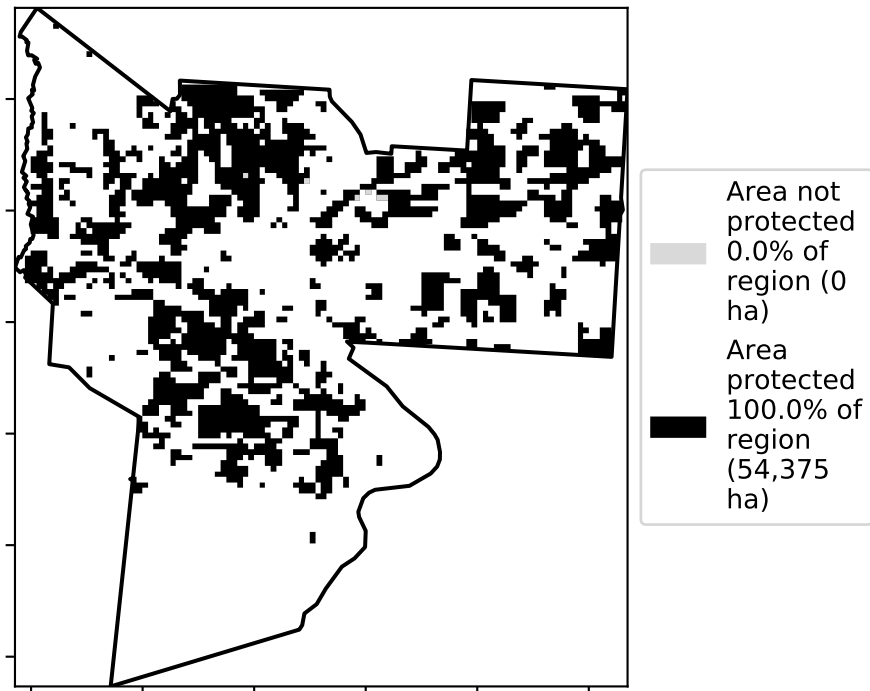 Area not
protected
0.0% of
region (0
ha)
Area
protected
100.0% of
region
(54,375
ha)